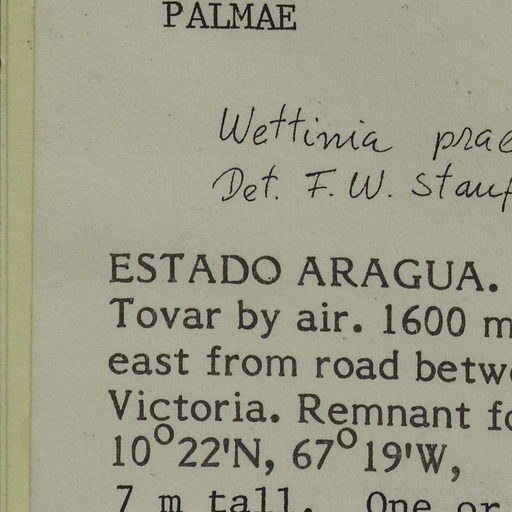 PALMAE
Wettinia prae
Det. F. W. Stauf
ESTADO ARAGUA.
Tovar by air. 1600 m
east from road betwe
Victoria. Remnant fo
10°22'N, 67°19'W,
7 m tall. One or